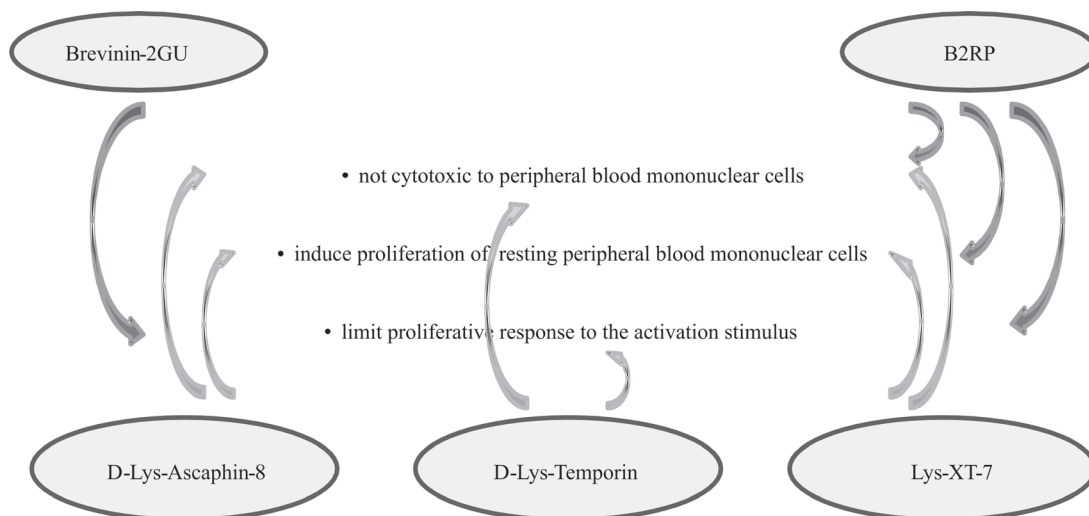 Brevinin-2GU
B2RP
• not cytotoxic to peripheral blood mononuclear cells
• induce proliferation of resting peripheral blood mononuclear cells
• limit proliferative response to the activation stimulus
D-Lys-Ascaphin-8
D-Lys-Temporin
Lys-XT-7